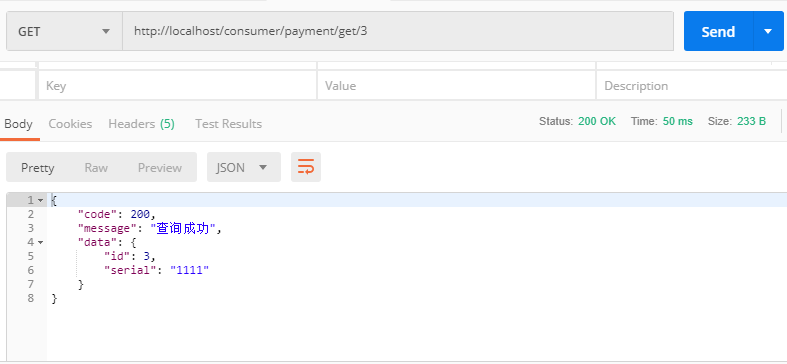 GET http://localhost/consumer/payment/get/3 Send
Key Value Description
Body Cookies Headers (5) Test Results Status: 200 OK Time: 50 ms Size: 233 B
Pretty Raw Preview JSON
1 {
2 "code": 200,
3 "message": "查询成功",
4 "data": {
5 "id": 3,
6 "serial": "1111"
7 }
8 }